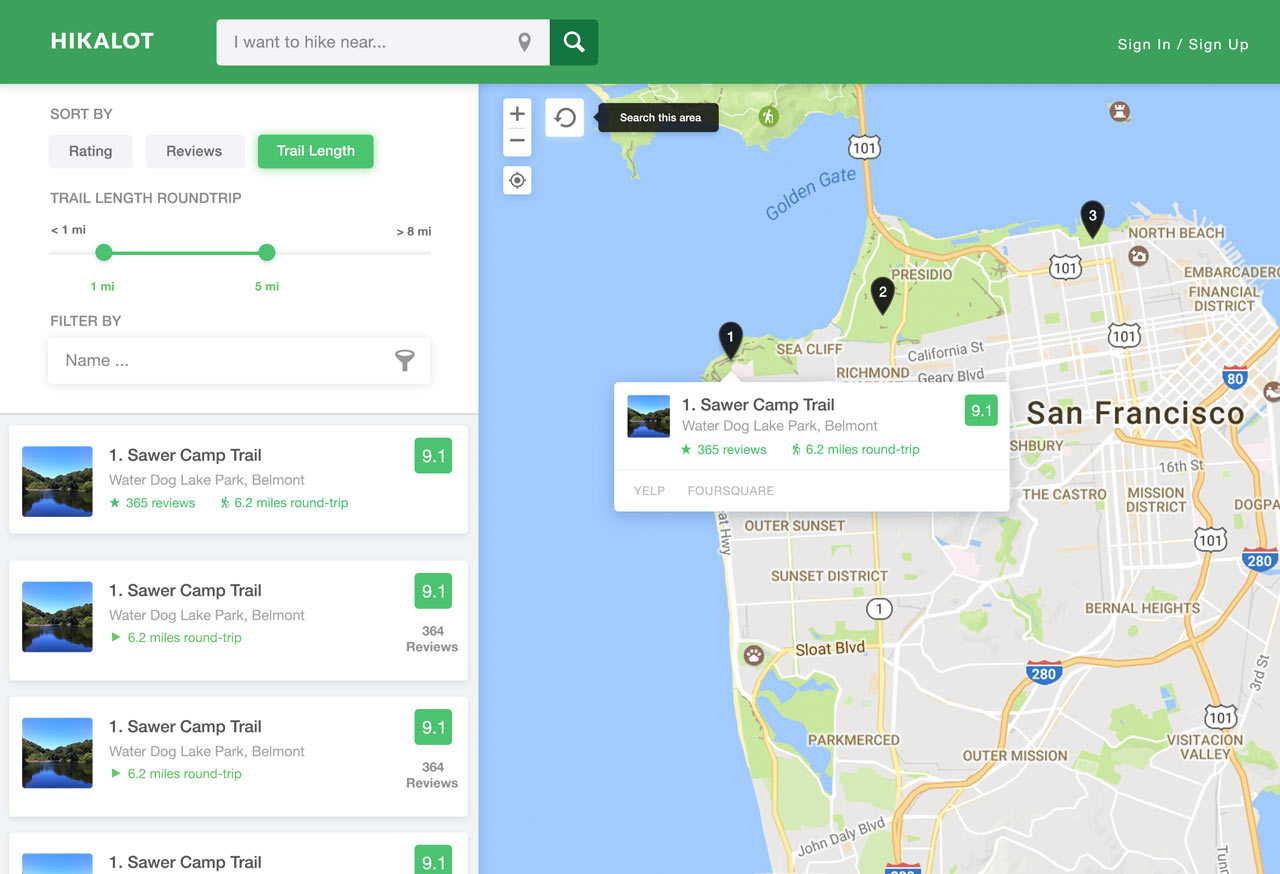 HIKALOT
I want to hike near...
Sign In / Sign Up
SORT BY
Rating
Reviews
Trail Length
TRAIL LENGTH ROUNDTRIP
< 1 mi
> 8 mi
1 mi
5 mi
FILTER BY
Name ...
1. Sawer Camp Trail
9.1
Water Dog Lake Park, Belmont
365 reviews
6.2 miles round-trip
1. Sawer Camp Trail
9.1
Water Dog Lake Park, Belmont
6.2 miles round-trip
364
Reviews
1. Sawer Camp Trail
9.1
Water Dog Lake Park, Belmont
6.2 miles round-trip
364
Reviews
1. Sawer Camp Trail
9.1
+
−
Search this area
101
Golden Gate
3
NORTH BEACH
101
PRESIDIO
EMBARCADERO
FINANCIAL
DISTRICT
2
1
101
SEA CLIFF
California St
RICHMOND
Geary Blvd
80
1. Sawer Camp Trail
9.1
Water Dog Lake Park, Belmont
365 reviews
6.2 miles round-trip
YELP
FOURSQUARE
San Francisco
SHBURY
16th St
THE CASTRO
MISSION
DISTRICT
DOGPA
at Hwy
OUTER SUNSET
101
280
SUNSET DISTRICT
1
BERNAL HEIGHTS
Sloat Blvd
280
3rd St
101
PARKMERCED
OUTER MISSION
VISITACION
VALLEY
John Daly Blvd
Tunn